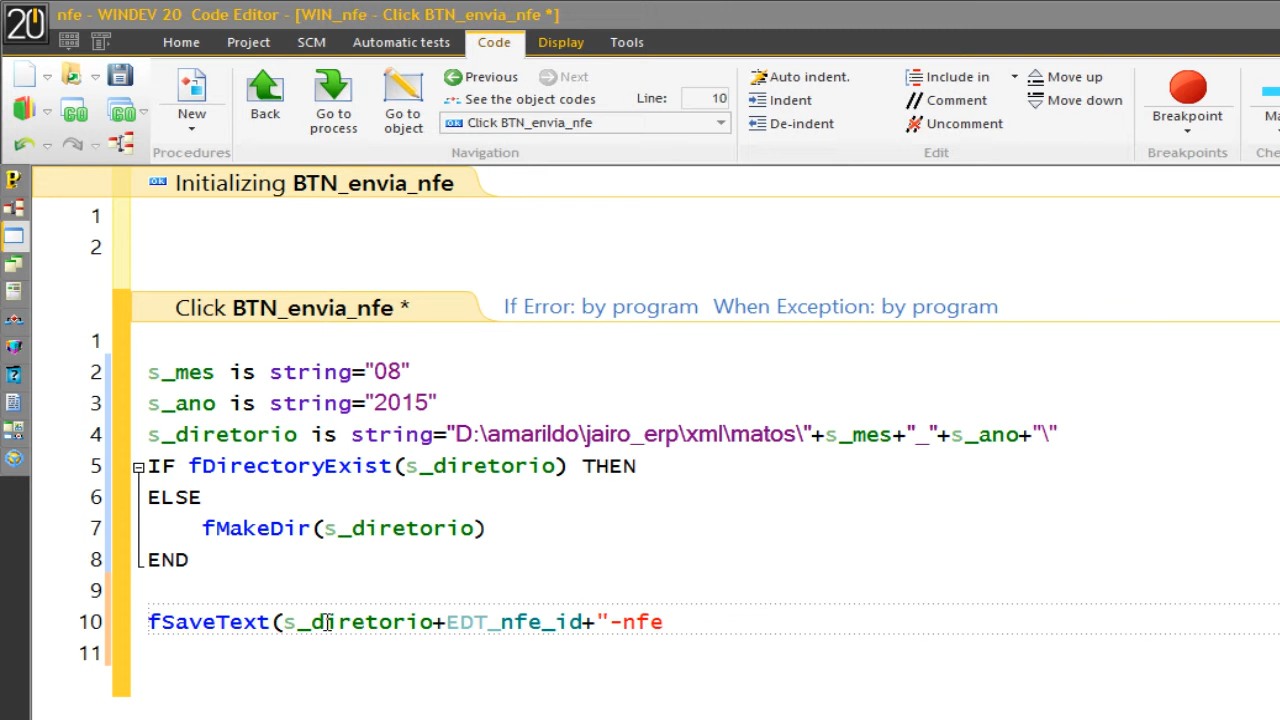 20 nfe - WINDEV 20 Code Editor - [WIN_nfe - Click BTN_envia_nfe *]
Home Project SCM Automatic tests Code Display Tools
Previous Next Auto indent. Include in Move up
See the object codes Line: 10 Indent Comment Move down
New Back Go to process Go to object Click BTN_envia_nfe De-indent Uncomment Breakpoint
Procedures Navigation Edit Breakpoints
GO GO
Initializing BTN_envia_nfe
1
2
Click BTN_envia_nfe * If Error: by program When Exception: by program
1
2 s_mes is string="08"
3 s_ano is string="2015"
4 s_diretorio is string="D:\amarildo\jairo_erp\xml\matos\"+s_mes+"_"+s_ano+"\"
5 IF fDirectoryExist(s_diretorio) THEN
6 ELSE
7 fMakeDir(s_diretorio)
8 END
9
10 fSaveText(s_diretorio+EDT_nfe_id+"-nfe
11